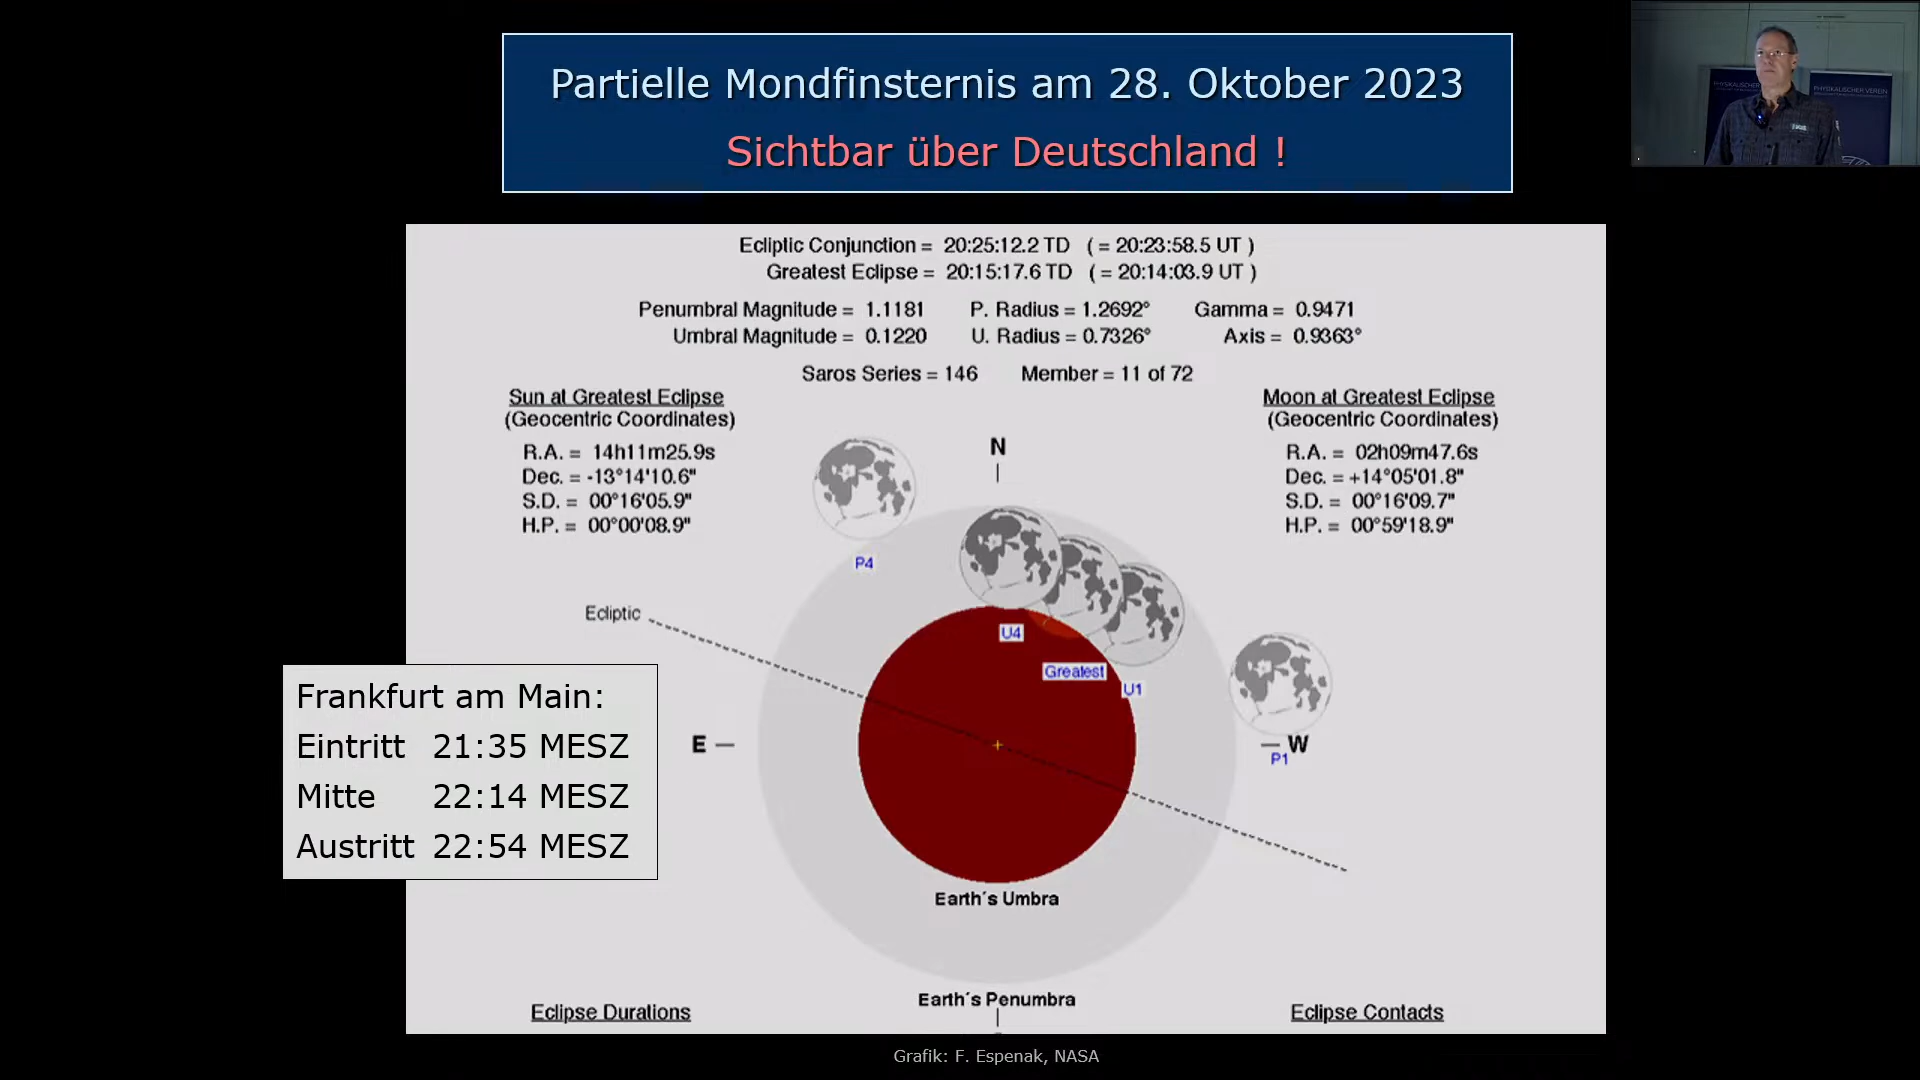 Partielle Mondfinsternis am 28. Oktober 2023
Sichtbar über Deutschland !
PHYSIKALISCHER
PHYSIKALISCHER VEREIN
Ecliptic Conjunction = 20:25:12.2 TD ( = 20:23:58.5 UT )
Greatest Eclipse = 20:15:17.6 TD ( = 20:14:03.9 UT )
Penumbral Magnitude = 1.1181 P. Radius = 1.2692° Gamma = 0.9471
Umbral Magnitude = 0.1220 U. Radius = 0.7326° Axis = 0.9363°
Saros Series = 146 Member = 11 of 72
Sun at Greatest Eclipse
(Geocentric Coordinates)
R.A. = 14h11m25.9s
Dec. = -13°14'10.6"
S.D. = 00°16'05.9"
H.P. = 00°00'08.9"
Moon at Greatest Eclipse
(Geocentric Coordinates)
R.A. = 02h09m47.6s
Dec. = +14°05'01.8"
S.D. = 00°16'09.7"
H.P. = 00°59'18.9"
N
P4
Ecliptic
U4
Greatest
U1
E
W
P1
Frankfurt am Main:
Eintritt 21:35 MESZ
Mitte 22:14 MESZ
Austritt 22:54 MESZ
Earth´s Umbra
Earth´s Penumbra
Eclipse Durations
Eclipse Contacts
Grafik: F. Espenak, NASA